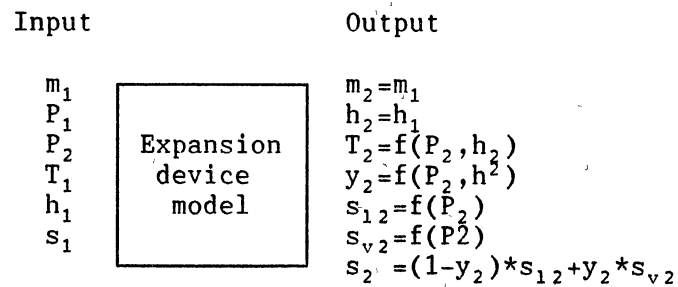 Input Output
m₁ m₂=m₁
P₁ h₂=h₁
P₂ Expansion T₂=f(P₂,h₂)
T₁ device y₂=f(P₂,h²)
h₁ model s₁₂=f(P₂)
s₁ sᵥ₂=f(P2)
s₂ =(1-y₂)*s₁₂+y₂*sᵥ₂